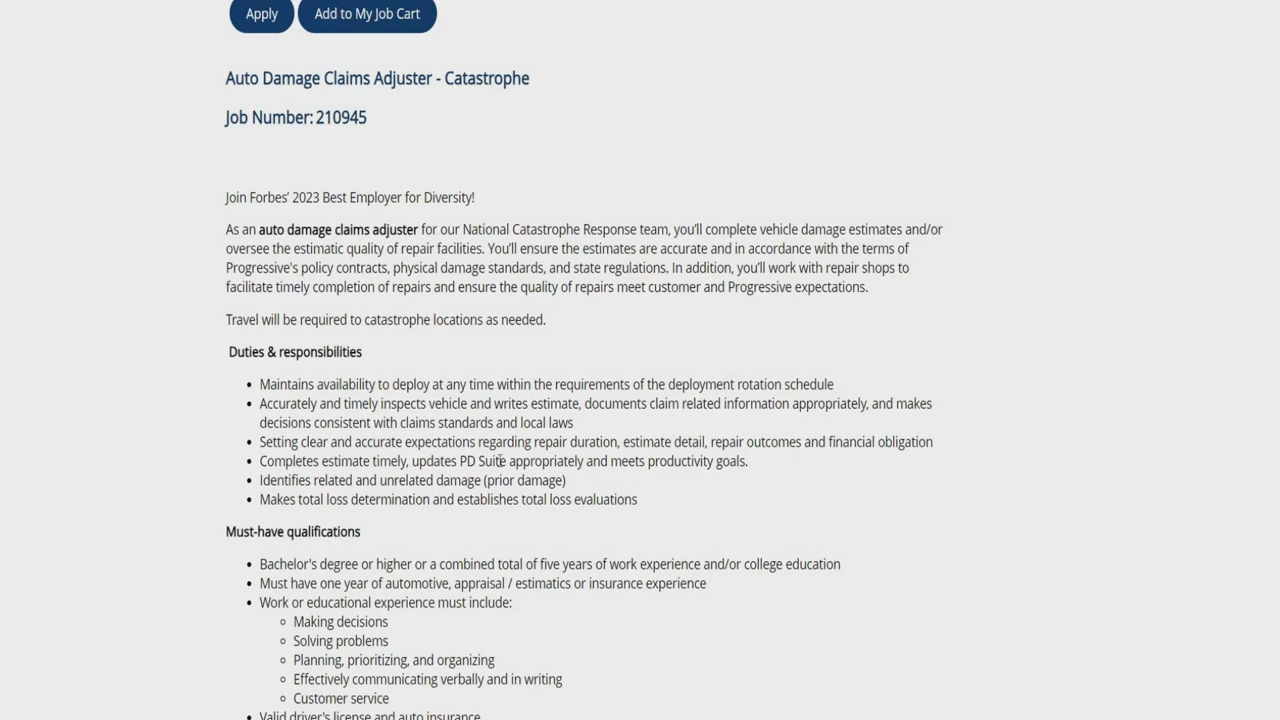 Apply Add to My Job Cart
Auto Damage Claims Adjuster - Catastrophe
Job Number: 210945
Join Forbes’ 2023 Best Employer for Diversity!
As an auto damage claims adjuster for our National Catastrophe Response team, you’ll complete vehicle damage estimates and/or
oversee the estimatic quality of repair facilities. You’ll ensure the estimates are accurate and in accordance with the terms of
Progressive's policy contracts, physical damage standards, and state regulations. In addition, you’ll work with repair shops to
facilitate timely completion of repairs and ensure the quality of repairs meet customer and Progressive expectations.
Travel will be required to catastrophe locations as needed.
Duties & responsibilities
• Maintains availability to deploy at any time within the requirements of the deployment rotation schedule
• Accurately and timely inspects vehicle and writes estimate, documents claim related information appropriately, and makes
decisions consistent with claims standards and local laws
• Setting clear and accurate expectations regarding repair duration, estimate detail, repair outcomes and financial obligation
• Completes estimate timely, updates PD Suite appropriately and meets productivity goals.
• Identifies related and unrelated damage (prior damage)
• Makes total loss determination and establishes total loss evaluations
Must-have qualifications
• Bachelor's degree or higher or a combined total of five years of work experience and/or college education
• Must have one year of automotive, appraisal / estimatics or insurance experience
• Work or educational experience must include:
◦ Making decisions
◦ Solving problems
◦ Planning, prioritizing, and organizing
◦ Effectively communicating verbally and in writing
◦ Customer service
• Valid driver's license and auto insurance